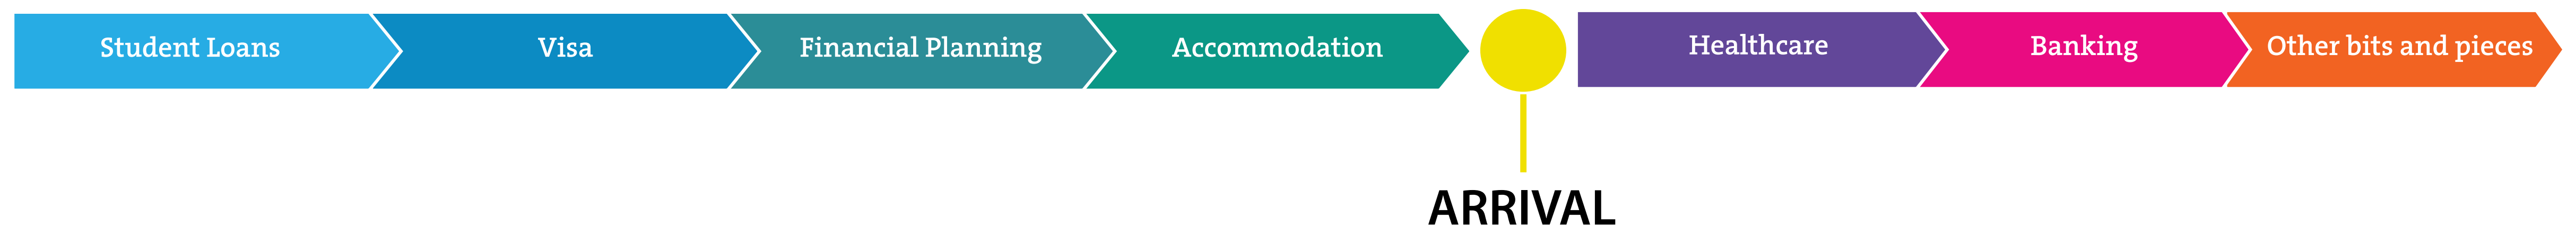 Student Loans
Visa
Financial Planning
Accommodation
Healthcare
Banking
Other bits and pieces
ARRIVAL